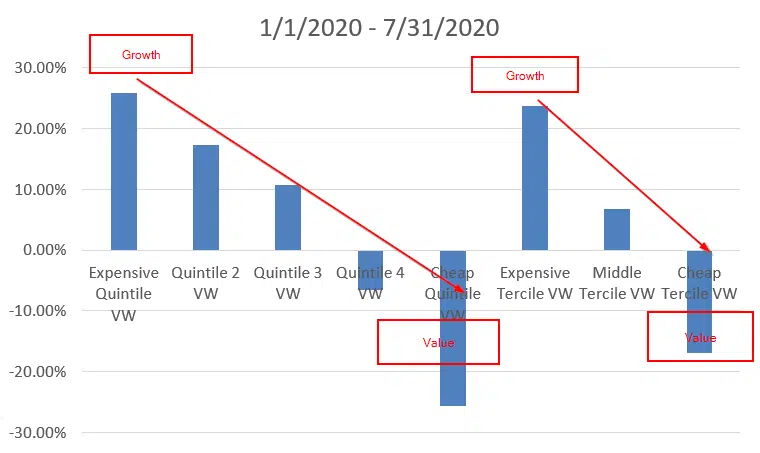 1/1/2020 - 7/31/2020
Growth
Growth
30.00%
20.00%
10.00%
0.00%
-10.00%
-20.00%
-30.00%
Expensive
Quintile
VW
Quintile 2
VW
Quintile 3
VW
Quintile 4
VW
Cheap
Quintile
VW
Expensive
Tercile VW
Middle
Tercile VW
Cheap
Tercile VW
Value
Value